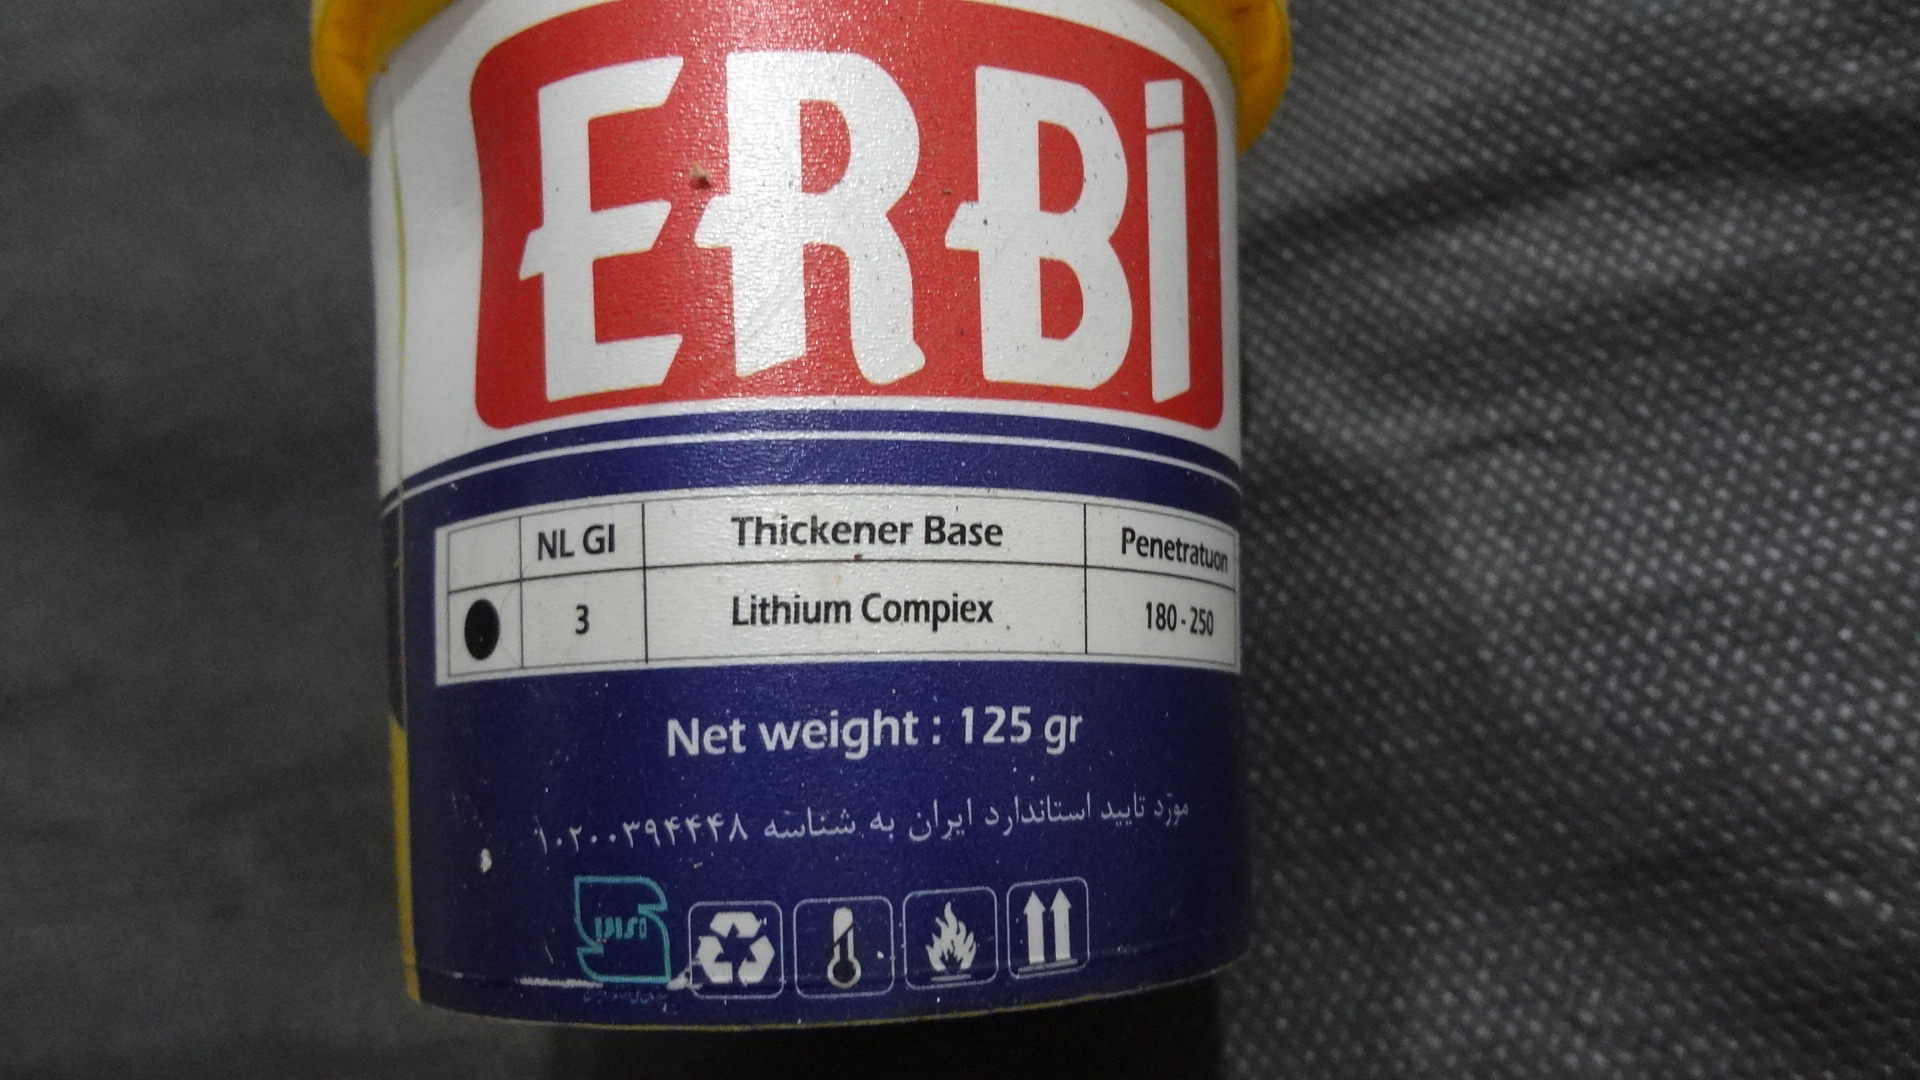 ERBi
NL GI Thickener Base Penetratuon
3 Lithium Compiex 180 - 250
Net weight : 125 gr
مورد تایید استاندارد ایران به شناسه ۱۰۲۰۰۳۹۴۴۴۸